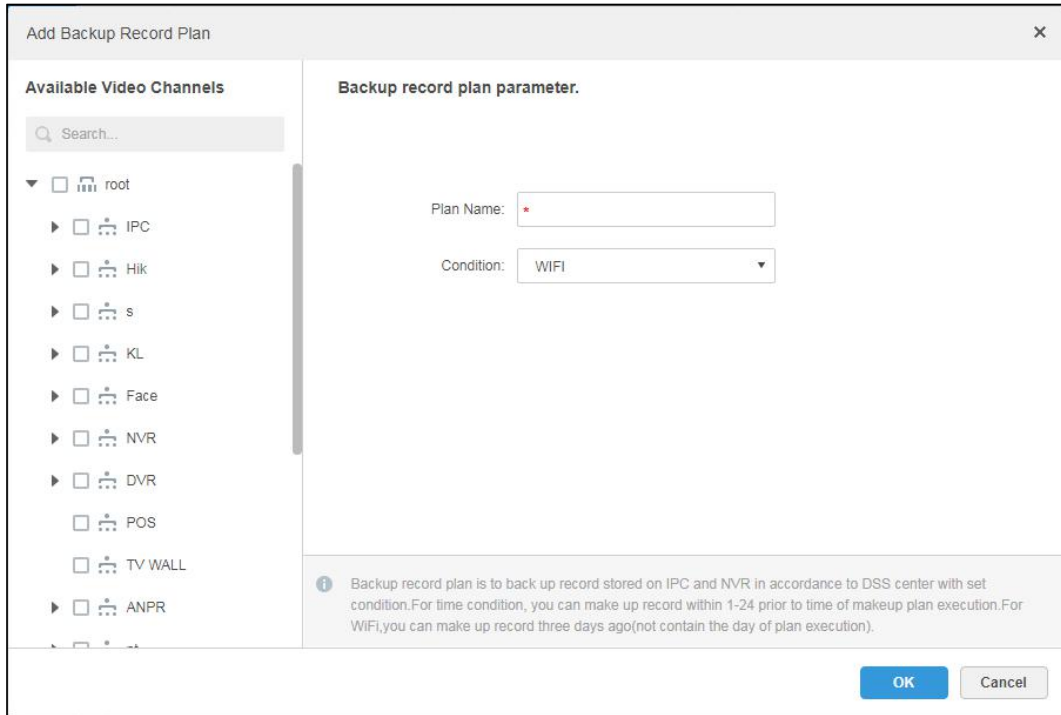 Add Backup Record Plan
Available Video Channels
Search...
root
IPC
Hik
s
KL
Face
NVR
DVR
POS
TV WALL
ANPR
Backup record plan parameter.
Plan Name: *
Condition: WIFI
Backup record plan is to back up record stored on IPC and NVR in accordance to DSS center with set
condition.For time condition, you can make up record within 1-24 prior to time of makeup plan execution.For
WiFi,you can make up record three days ago(not contain the day of plan execution).
OK Cancel